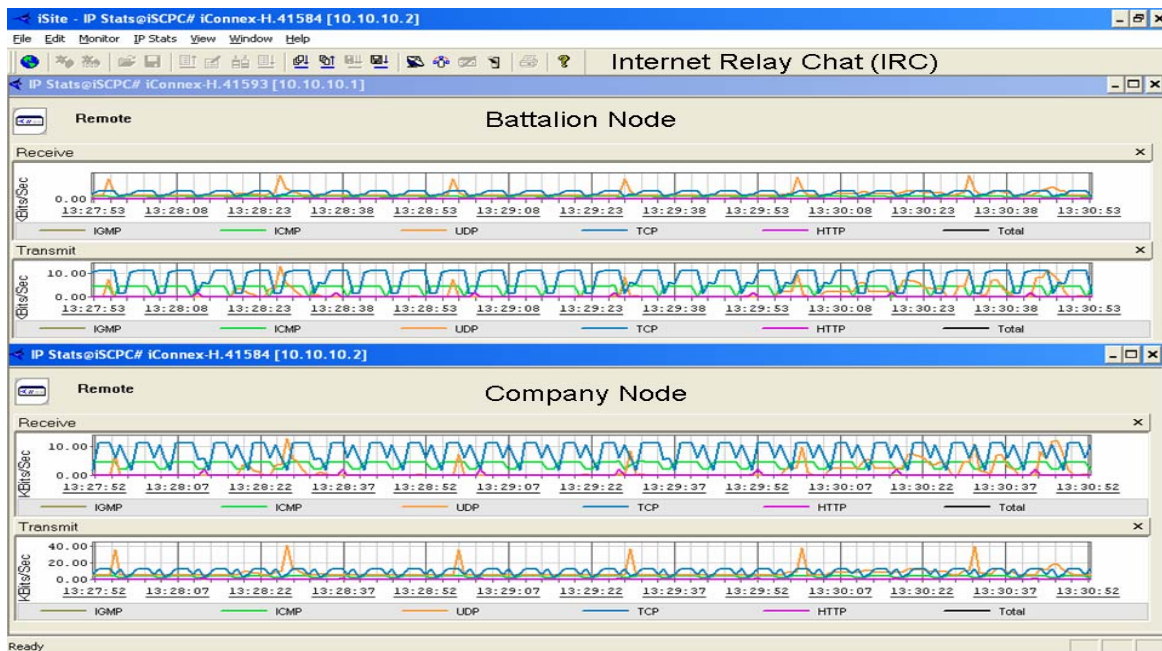 iSite - IP Stats@iSCPC# iConnex-H.41584 [10.10.10.2]
File Edit Monitor IP Stats View Window Help
Internet Relay Chat (IRC)
IP Stats@iSCPC# iConnex-H.41593 [10.10.10.1]
Remote
Battalion Node
Receive
KBits/Sec
0.00
13:27:53 13:28:08 13:28:23 13:28:38 13:28:53 13:29:08 13:29:23 13:29:38 13:29:53 13:30:08 13:30:23 13:30:38 13:30:53
IGMP ICMP UDP TCP HTTP Total
Transmit
KBits/Sec
10.00
0.00
13:27:53 13:28:08 13:28:23 13:28:38 13:28:53 13:29:08 13:29:23 13:29:38 13:29:53 13:30:08 13:30:23 13:30:38 13:30:53
IGMP ICMP UDP TCP HTTP Total
IP Stats@iSCPC# iConnex-H.41584 [10.10.10.2]
Remote
Company Node
Receive
KBits/Sec
10.00
0.00
13:27:52 13:28:07 13:28:22 13:28:37 13:28:52 13:29:07 13:29:22 13:29:37 13:29:52 13:30:07 13:30:22 13:30:37 13:30:52
IGMP ICMP UDP TCP HTTP Total
Transmit
KBits/Sec
40.00
20.00
0.00
13:27:52 13:28:07 13:28:22 13:28:37 13:28:52 13:29:07 13:29:22 13:29:37 13:29:52 13:30:07 13:30:22 13:30:37 13:30:52
IGMP ICMP UDP TCP HTTP Total
Ready